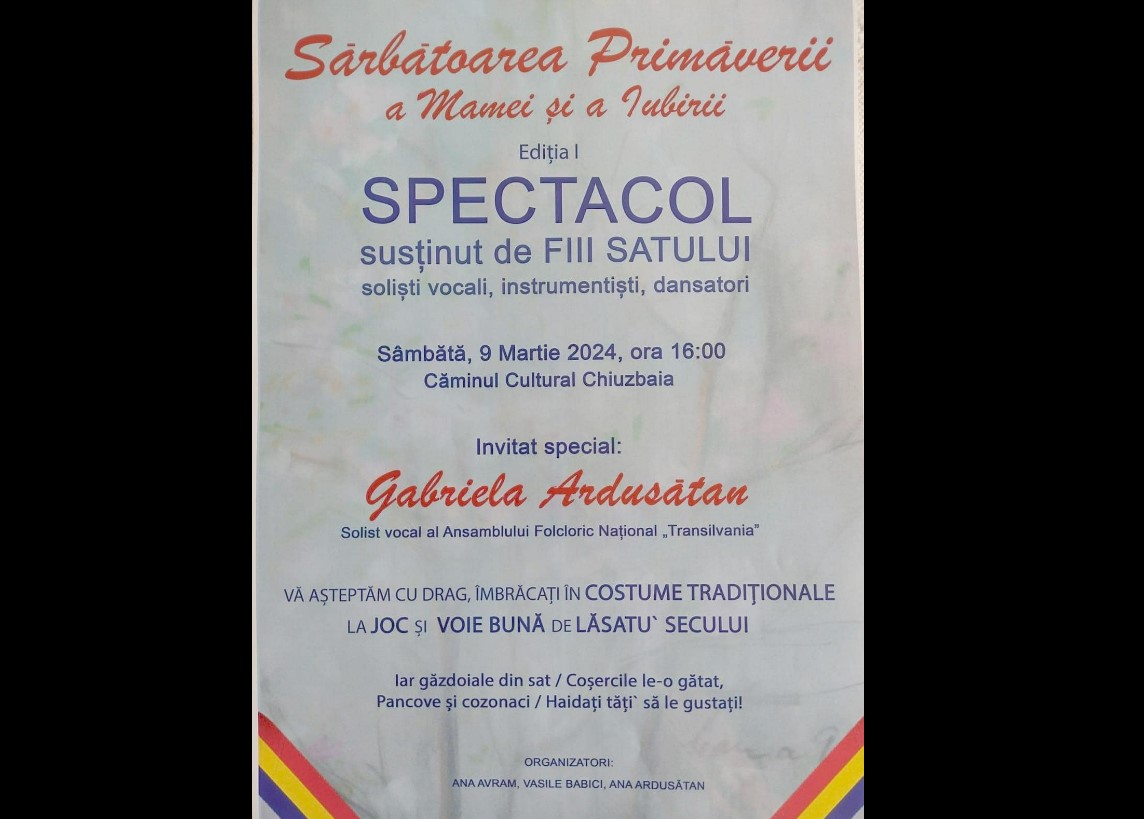 Sărbătoarea Primăverii
a Mamei și a Iubirii
Ediția I
SPECTACOL
susținut de FIII SATULUI
soliști vocali, instrumentiști, dansatori
Sâmbătă, 9 Martie 2024, ora 16:00
Căminul Cultural Chiuzbaia
Invitat special:
Gabriela Ardusătan
Solist vocal al Ansamblului Folcloric Național „Transilvania”
VĂ AȘTEPTĂM CU DRAG, ÎMBRĂCAȚI ÎN COSTUME TRADIŢIONALE
LA JOC ȘI VOIE BUNĂ DE LĂSATU` SECULUI
Iar găzdoiale din sat / Coșercile le-o gătat,
Pancove și cozonaci / Haidați tăți` să le gustați!
ORGANIZATORI:
ANA AVRAM, VASILE BABICI, ANA ARDUSĂTAN